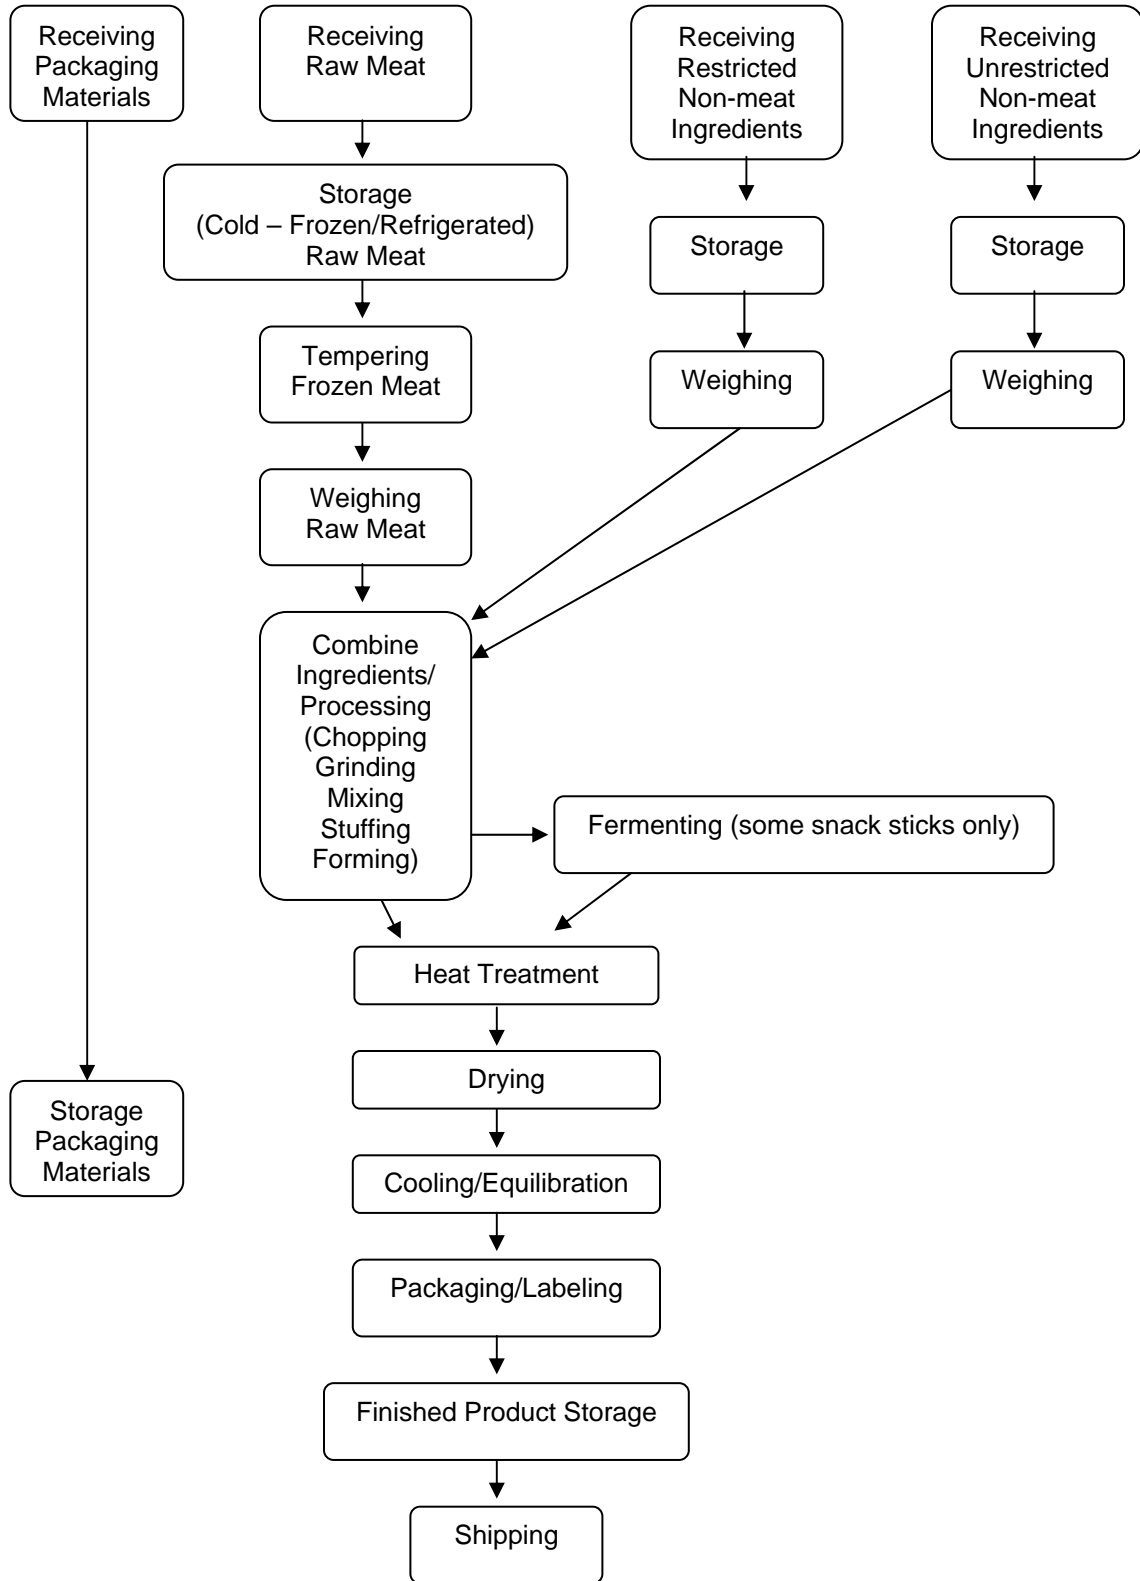 Receiving
Packaging
Materials
Receiving
Raw Meat
Receiving
Restricted
Non-meat
Ingredients
Receiving
Unrestricted
Non-meat
Ingredients
Storage
(Cold – Frozen/Refrigerated)
Raw Meat
Storage
Storage
Tempering
Frozen Meat
Weighing
Weighing
Weighing
Raw Meat
Combine
Ingredients/
Processing
(Chopping
Grinding
Mixing
Stuffing
Forming)
Fermenting (some snack sticks only)
Heat Treatment
Drying
Storage
Packaging
Materials
Cooling/Equilibration
Packaging/Labeling
Finished Product Storage
Shipping